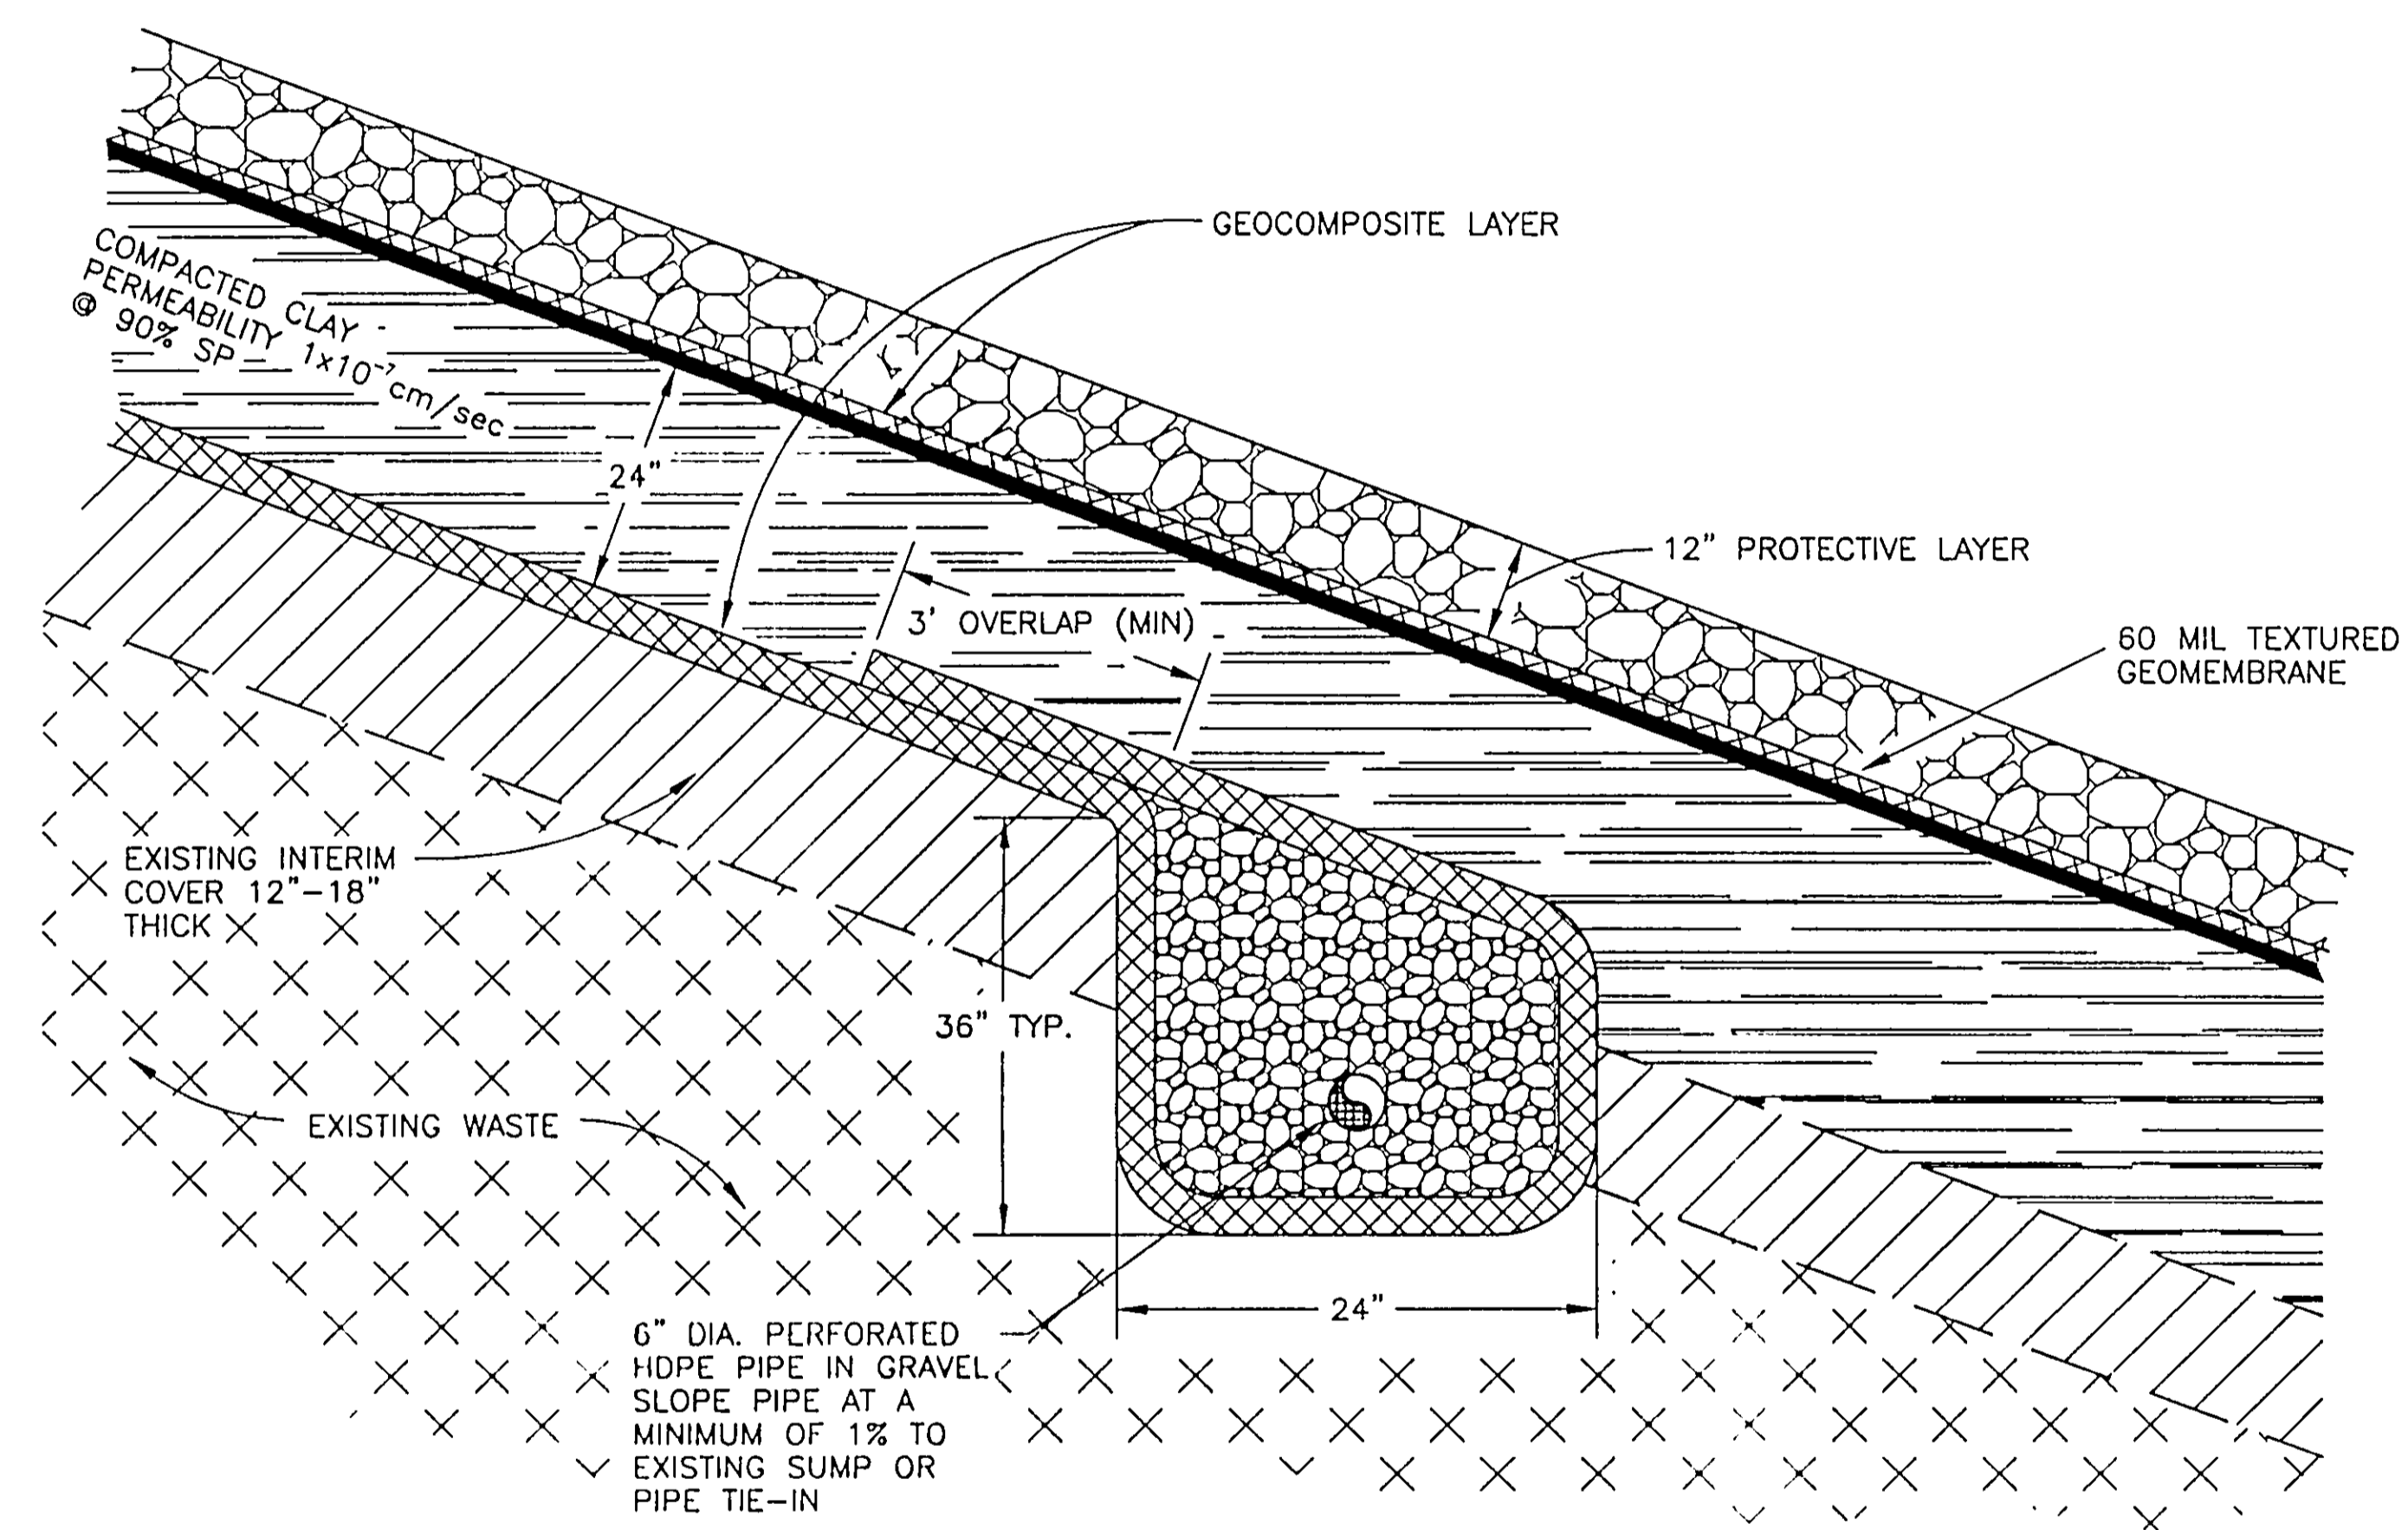 GEOCOMPOSITE LAYER
COMPACTED CLAY -
PERMEABILITY 1x10⁻⁷cm/sec
@ 90% SP
24"
12" PROTECTIVE LAYER
3' OVERLAP (MIN)
60 MIL TEXTURED
GEOMEMBRANE
EXISTING INTERIM
COVER 12"-18"
THICK
36" TYP.
EXISTING WASTE
24"
6" DIA. PERFORATED
HDPE PIPE IN GRAVEL
SLOPE PIPE AT A
MINIMUM OF 1% TO
EXISTING SUMP OR
PIPE TIE-IN